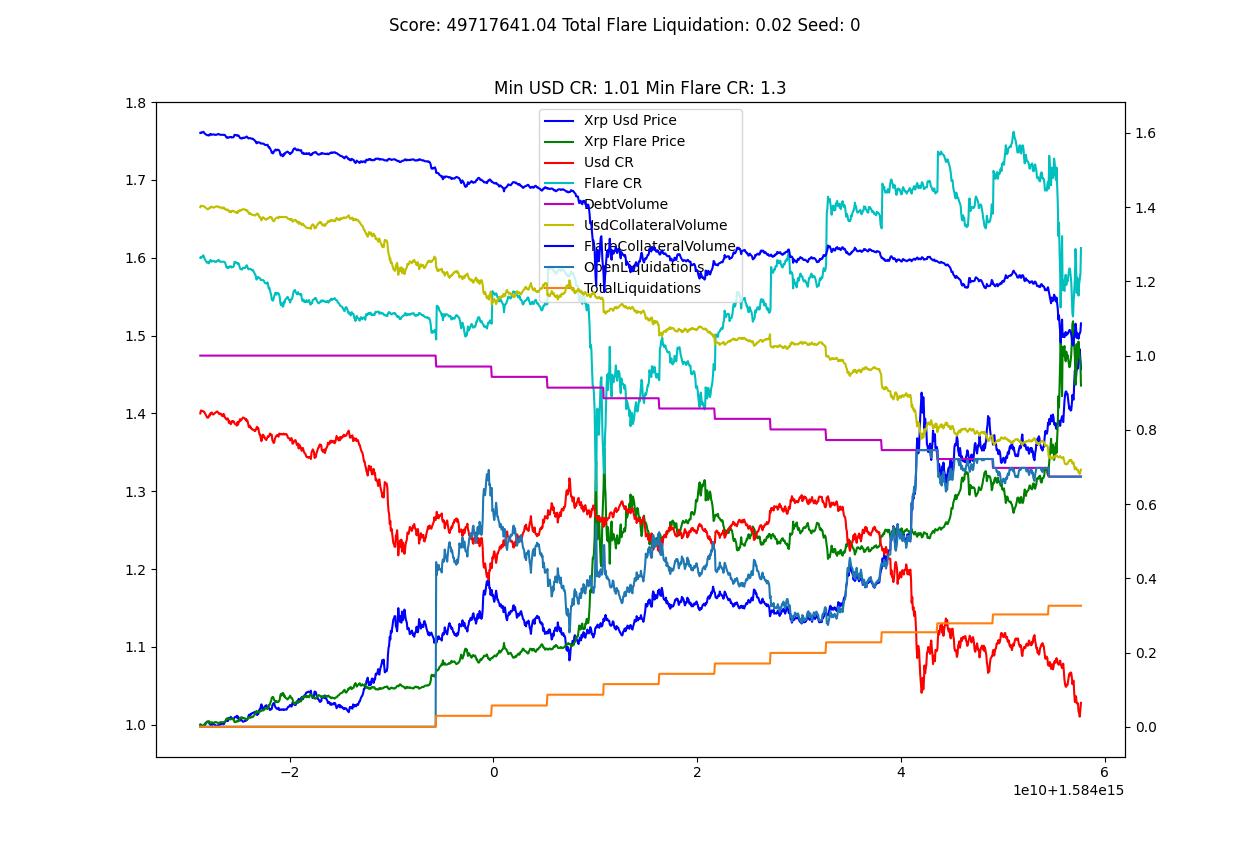 Score: 49717641.04 Total Flare Liquidation: 0.02 Seed: 0
Min USD CR: 1.01 Min Flare CR: 1.3
1.8
1.7
1.6
1.5
1.4
1.3
1.2
1.1
1.0
Xrp Usd Price
Xrp Flare Price
Usd CR
Flare CR
DebtVolume
UsdCollateralVolume
FlareCollateralVolume
OpenLiquidations
TotalLiquidations
1.6
1.4
1.2
1.0
0.8
0.6
0.4
0.2
0.0
−2 0 2 4 6
1e10+1.584e15